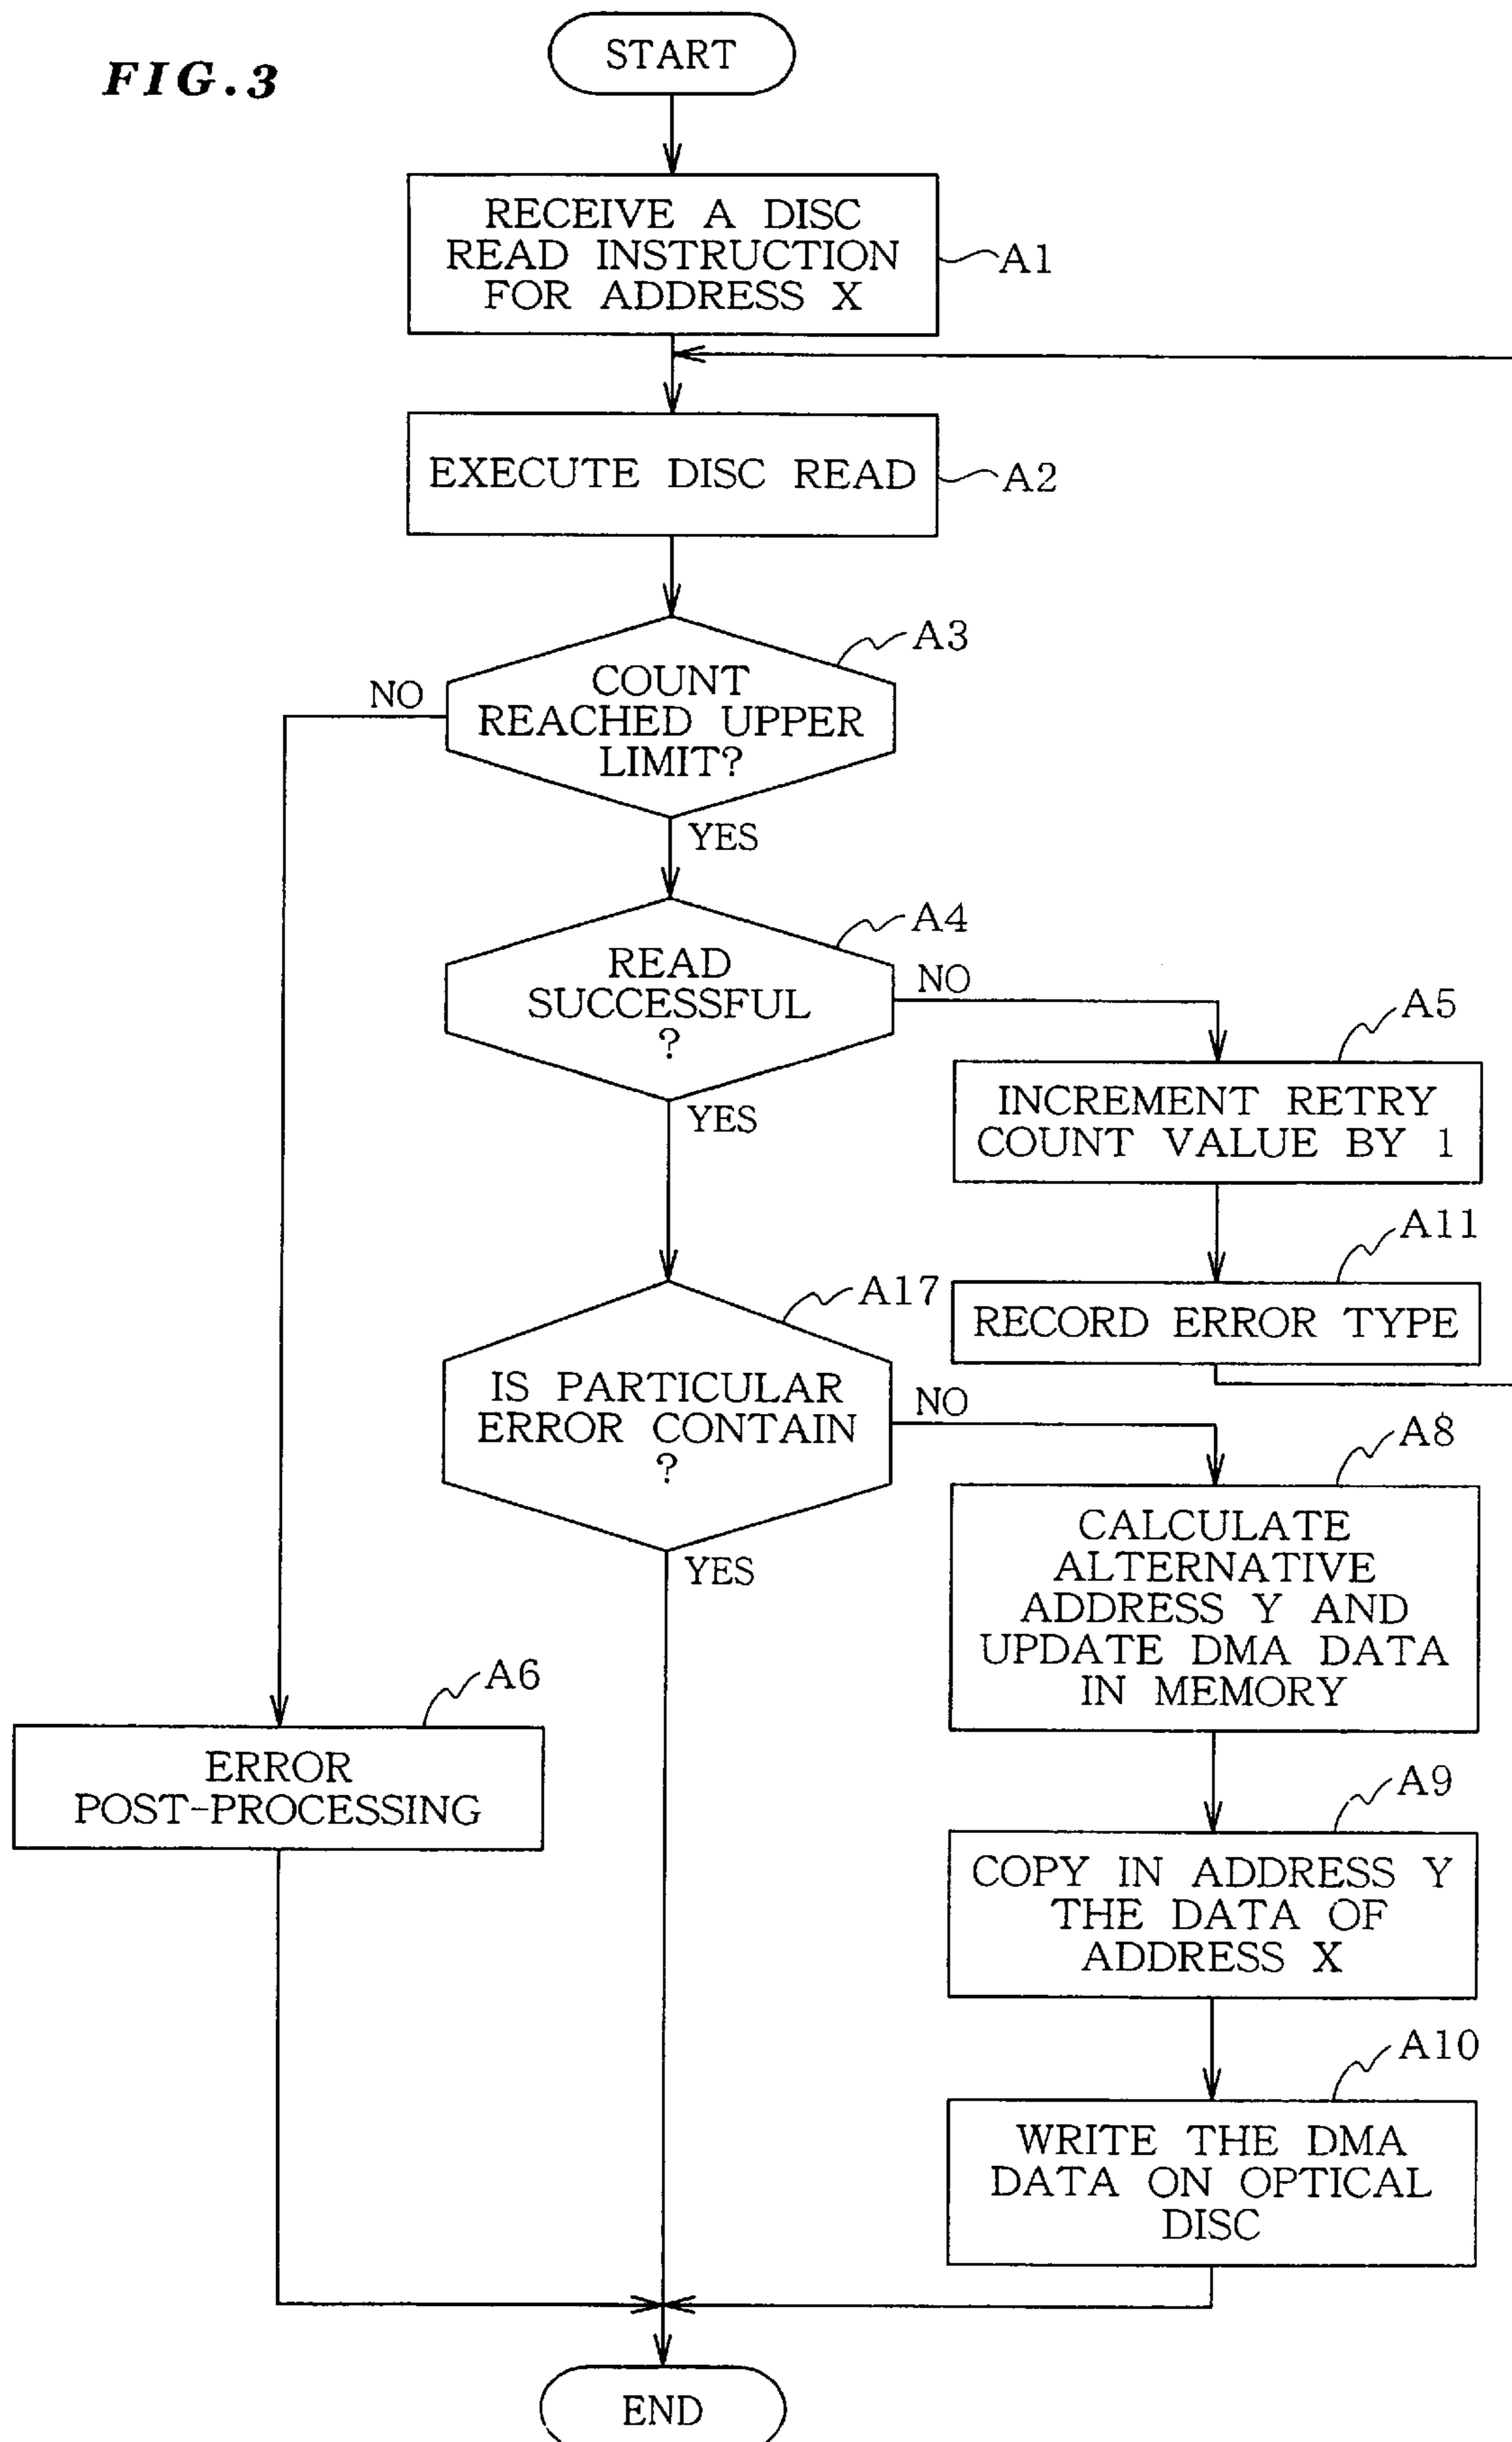 FIG.3
START
RECEIVE A DISC
READ INSTRUCTION
FOR ADDRESS X
A1
EXECUTE DISC READ
A2
A3
COUNT
REACHED UPPER
LIMIT?
NO
YES
A4
READ
SUCCESSFUL
?
NO
YES
A5
INCREMENT RETRY
COUNT VALUE BY 1
A11
RECORD ERROR TYPE
A17
IS PARTICULAR
ERROR CONTAIN
?
NO
YES
A8
CALCULATE
ALTERNATIVE
ADDRESS Y AND
UPDATE DMA DATA
IN MEMORY
A6
ERROR
POST-PROCESSING
A9
COPY IN ADDRESS Y
THE DATA OF
ADDRESS X
A10
WRITE THE DMA
DATA ON OPTICAL
DISC
END